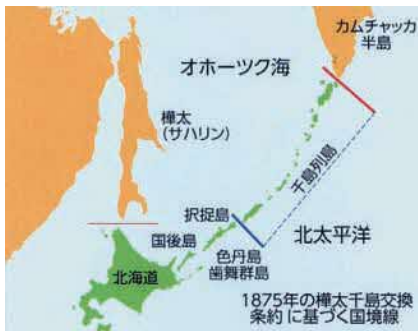 カムチャッカ
半島
オホーツク海
樺太
（サハリン）
千島列島
択捉島
国後島
北太平洋
色丹島
歯舞群島
北海道
1875年の樺太千島交換
条約に基づく国境線